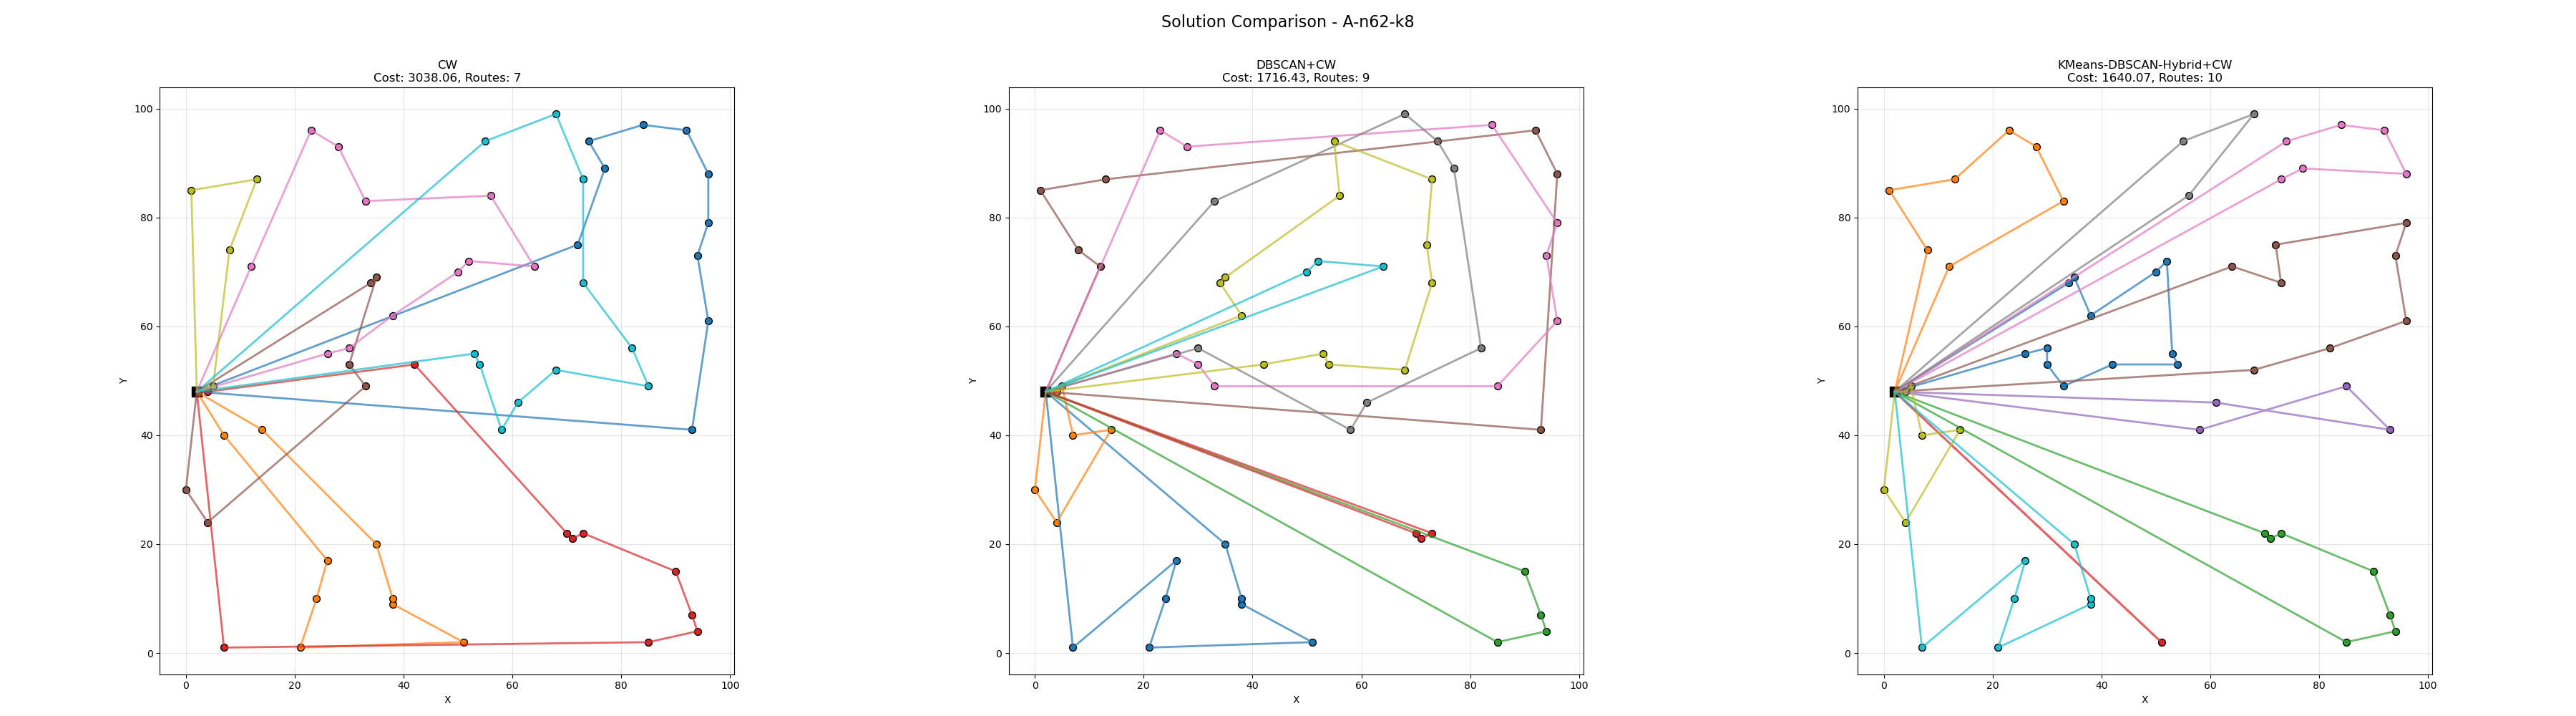 Solution Comparison - A-n62-k8
CW
Cost: 3038.06, Routes: 7
Y
100
80
60
40
20
0
0 20 40 60 80 100
X
DBSCAN+CW
Cost: 1716.43, Routes: 9
Y
100
80
60
40
20
0
0 20 40 60 80 100
X
KMeans-DBSCAN-Hybrid+CW
Cost: 1640.07, Routes: 10
Y
100
80
60
40
20
0
0 20 40 60 80 100
X